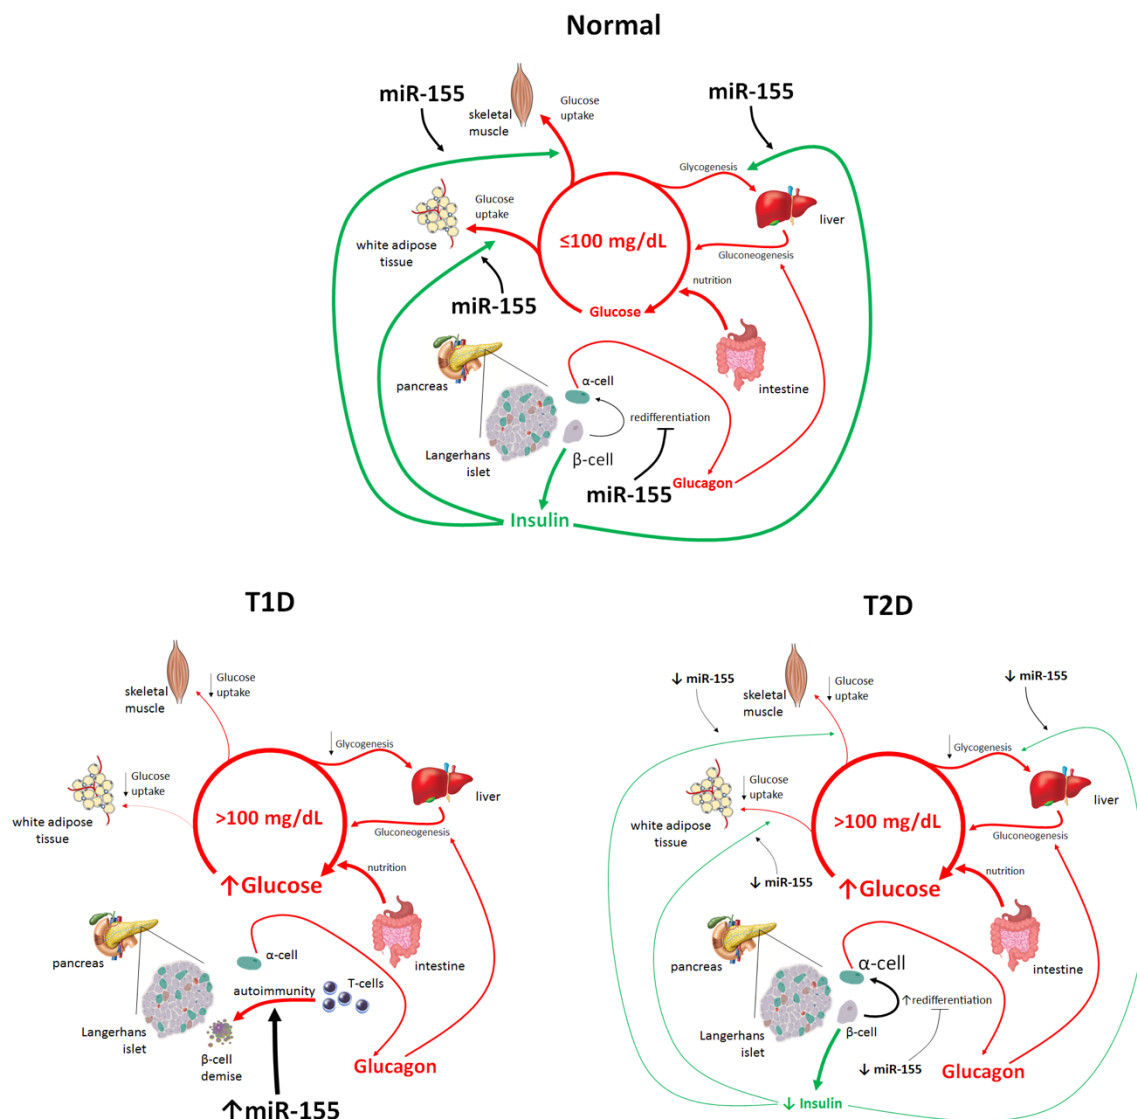 Normal
miR-155
skeletal
muscle
Glucose
uptake
miR-155
Glycogenesis
liver
Glucose
uptake
white adipose
tissue
≤100 mg/dL
Gluconeogenesis
miR-155
nutrition
Glucose
pancreas
α-cell
intestine
redifferentiation
Langerhans
islet
β-cell
miR-155
Glucagon
Insulin
T1D
skeletal
muscle
↓ Glucose
uptake
↓ Glycogenesis
liver
↓ Glucose
uptake
white adipose
tissue
>100 mg/dL
Gluconeogenesis
nutrition
↑Glucose
pancreas
α-cell
intestine
autoimmunity
T-cells
Langerhans
islet
β-cell
demise
Glucagon
↑miR-155
T2D
↓ miR-155
skeletal
muscle
↓ Glucose
uptake
↓ miR-155
↓ Glycogenesis
liver
↓ Glucose
uptake
white adipose
tissue
>100 mg/dL
Gluconeogenesis
↓ miR-155
nutrition
↑Glucose
pancreas
α-cell
intestine
↑redifferentiation
Langerhans
islet
β-cell
↓ miR-155
Glucagon
↓ Insulin